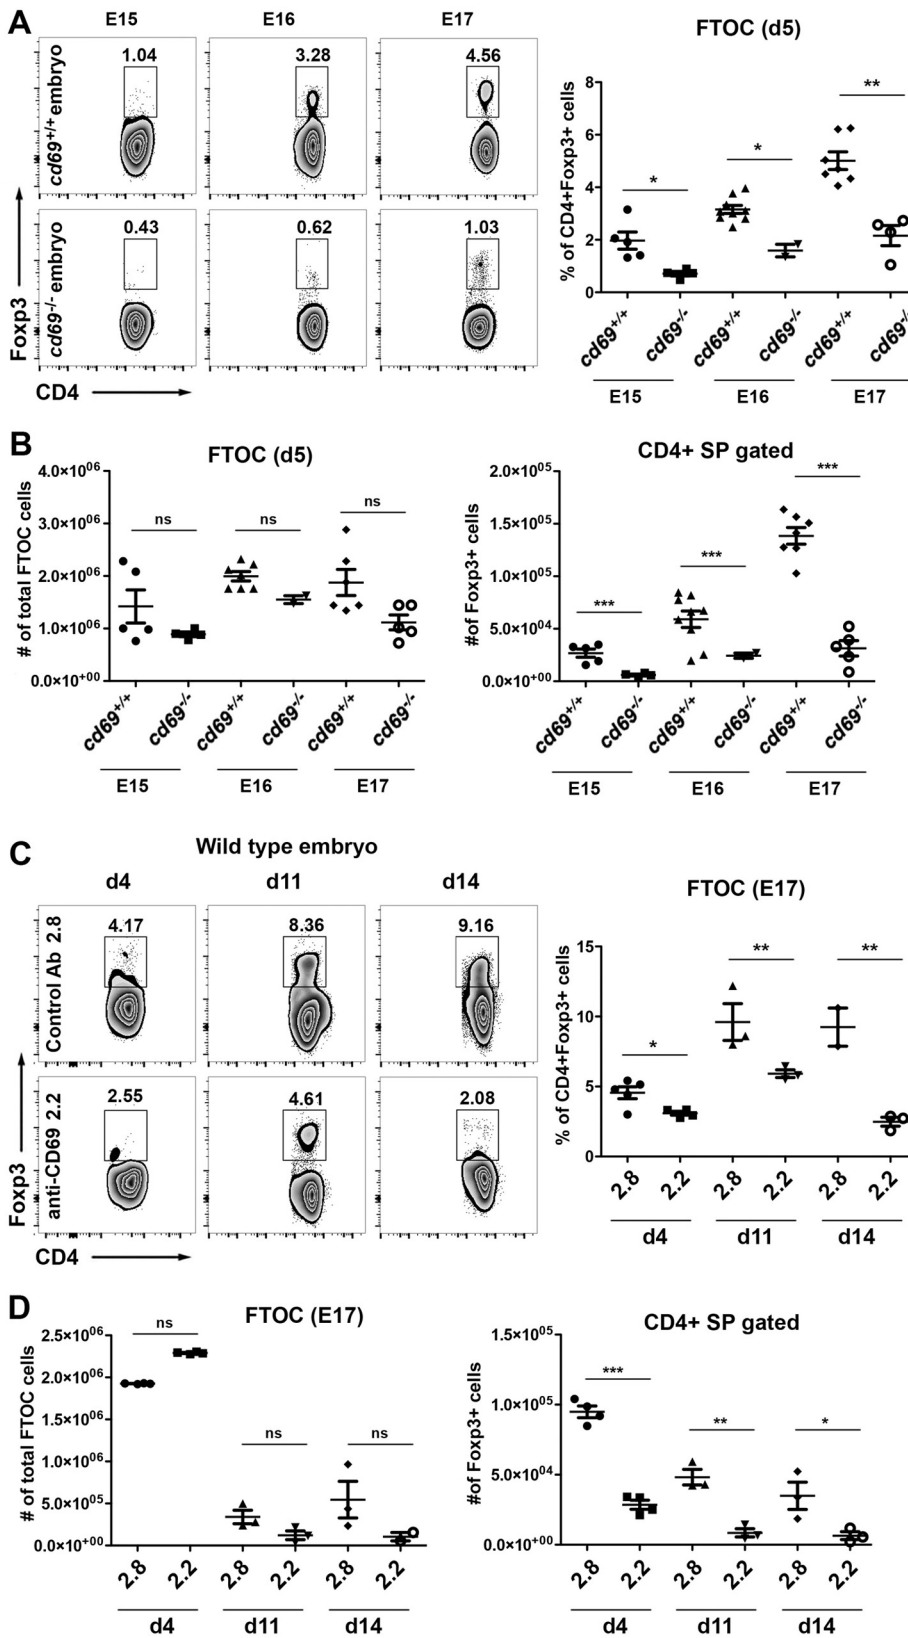 A
E15 E16 E17
FTOC (d5)
cd69+/+ embryo
1.04 3.28 4.56
cd69-/- embryo
0.43 0.62 1.03
Foxp3
CD4
% of CD4+Foxp3+ cells
8
6
4
2
0
* * **
cd69+/+ cd69-/- cd69+/+ cd69-/- cd69+/+
E15 E16 E17
B
FTOC (d5)
# of total FTOC cells
4.0×10^06
3.0×10^06
2.0×10^06
1.0×10^06
0.0×10^+00
ns ns ns
cd69+/+ cd69-/- cd69+/+ cd69-/- cd69+/+ cd69-/-
E15 E16 E17
CD4+ SP gated
#of Foxp3+ cells
2.0×10^05
1.5×10^05
1.0×10^05
5.0×10^04
0.0×10^+00
*** *** ***
cd69+/+ cd69-/- cd69+/+ cd69-/- cd69+/+ cd69-/-
E15 E16 E17
C
Wild type embryo
d4 d11 d14
Control Ab 2.8
4.17 8.36 9.16
anti-CD69 2.2
2.55 4.61 2.08
Foxp3
CD4
FTOC (E17)
% of CD4+Foxp3+ cells
15
10
5
0
* ** **
2.8 2.2 2.8 2.2 2.8 2.2
d4 d11 d14
D
FTOC (E17)
# of total FTOC cells
2.5×10^06
2.0×10^06
1.5×10^06
1.0×10^06
5.0×10^05
0.0×10^+00
ns ns ns
2.8 2.2 2.8 2.2 2.8 2.2
d4 d11 d14
CD4+ SP gated
#of Foxp3+ cells
1.5×10^05
1.0×10^05
5.0×10^04
0.0×10^+00
*** ** *
2.8 2.2 2.8 2.2 2.8 2.2
d4 d11 d14